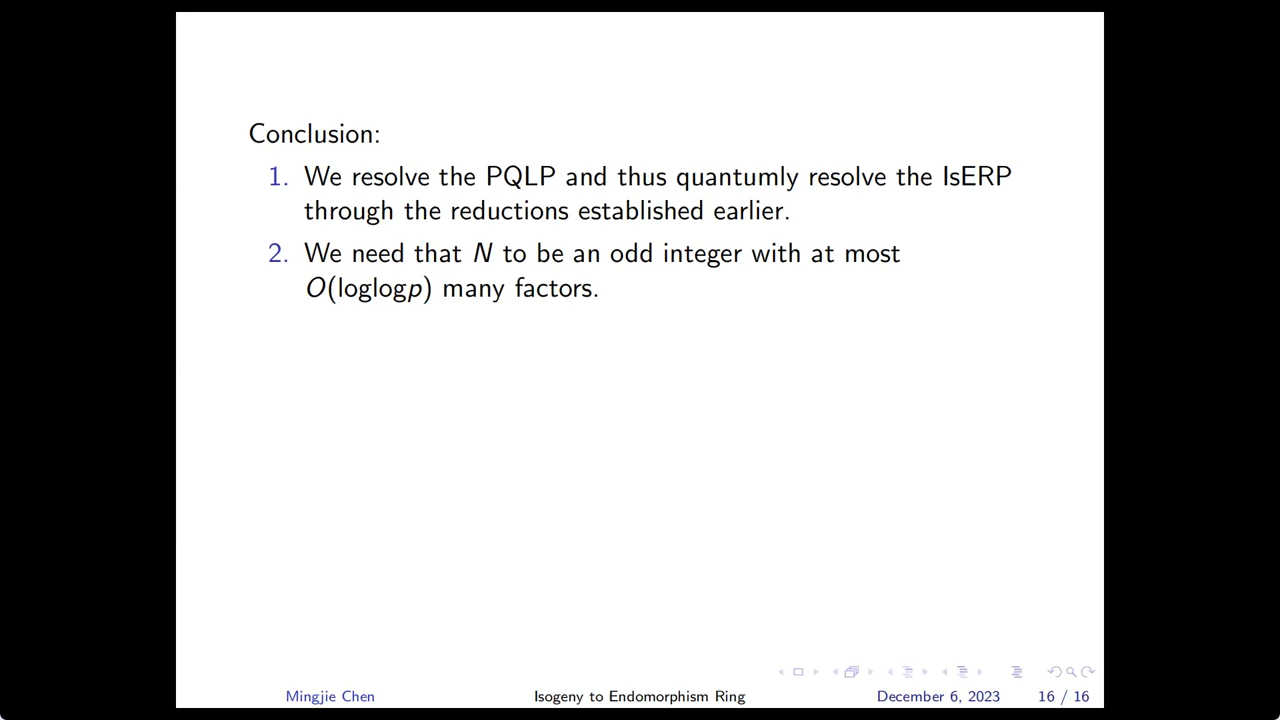 Conclusion:
1. We resolve the PQLP and thus quantumly resolve the IsERP
through the reductions established earlier.
2. We need that N to be an odd integer with at most
O(loglogp) many factors.
Mingjie Chen Isogeny to Endomorphism Ring December 6, 2023 16 / 16